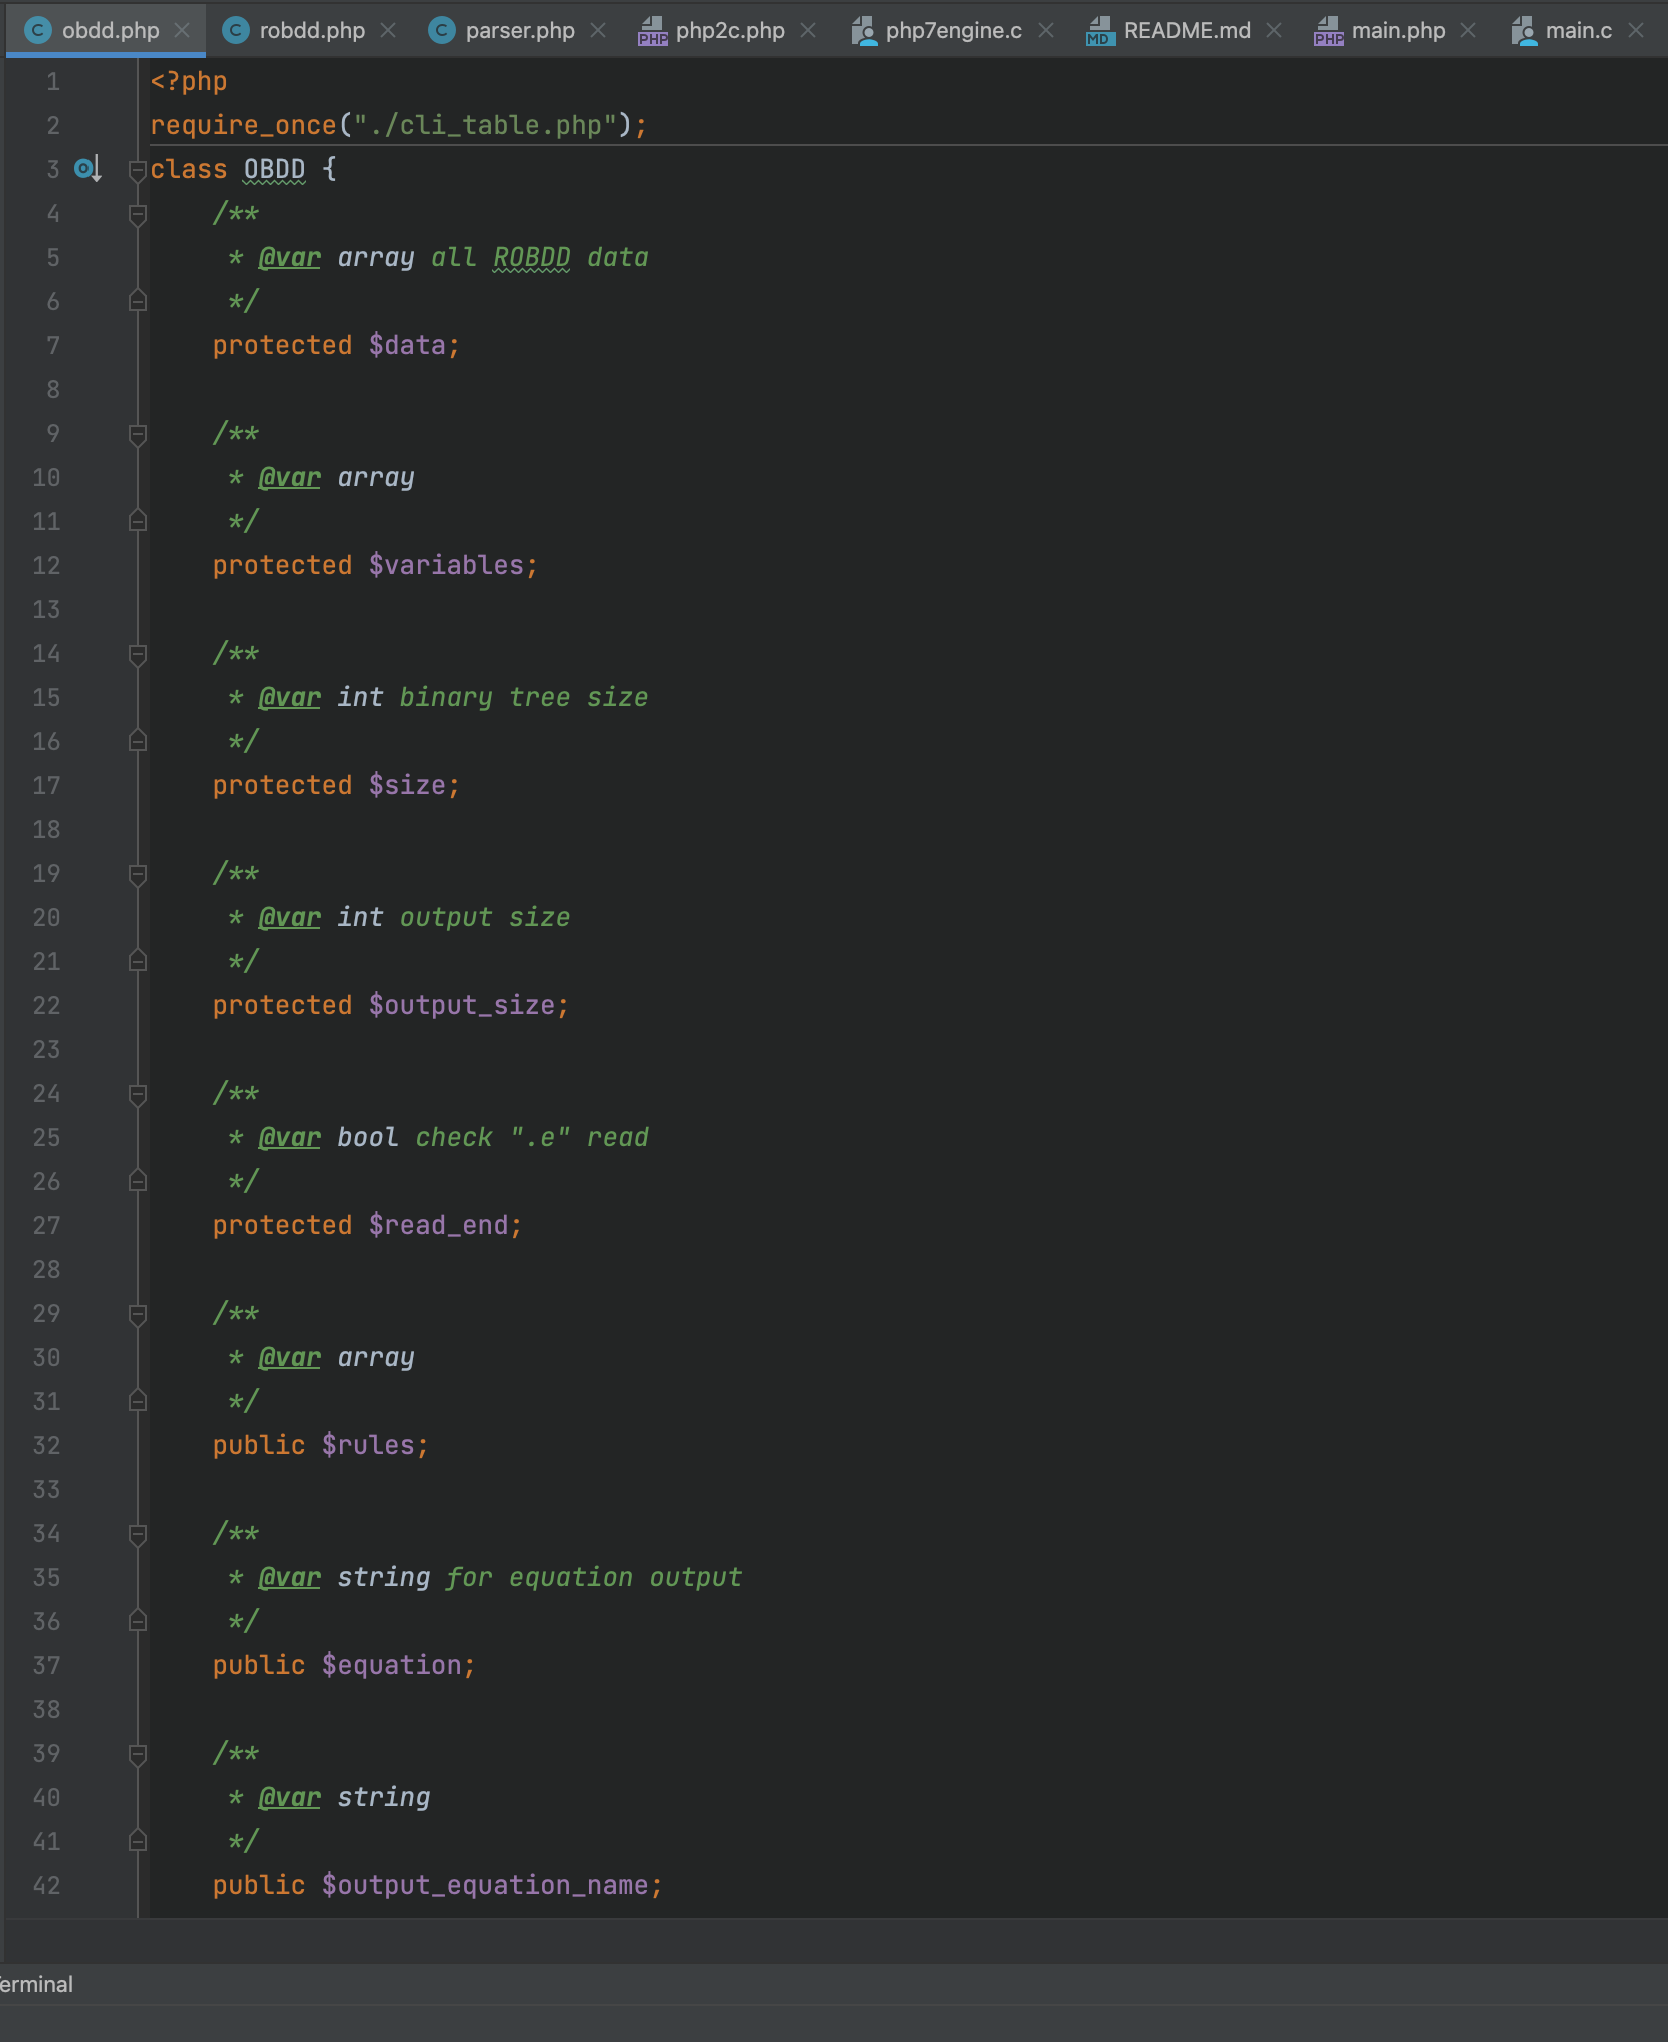 obdd.php robdd.php parser.php php2c.php php7engine.c README.md main.php main.c
1 <?php
2 require_once("./cli_table.php");
3 class OBDD {
4 /**
5 * @var array all ROBDD data
6 */
7 protected $data;
8
9 /**
10 * @var array
11 */
12 protected $variables;
13
14 /**
15 * @var int binary tree size
16 */
17 protected $size;
18
19 /**
20 * @var int output size
21 */
22 protected $output_size;
23
24 /**
25 * @var bool check ".e" read
26 */
27 protected $read_end;
28
29 /**
30 * @var array
31 */
32 public $rules;
33
34 /**
35 * @var string for equation output
36 */
37 public $equation;
38
39 /**
40 * @var string
41 */
42 public $output_equation_name;
erminal